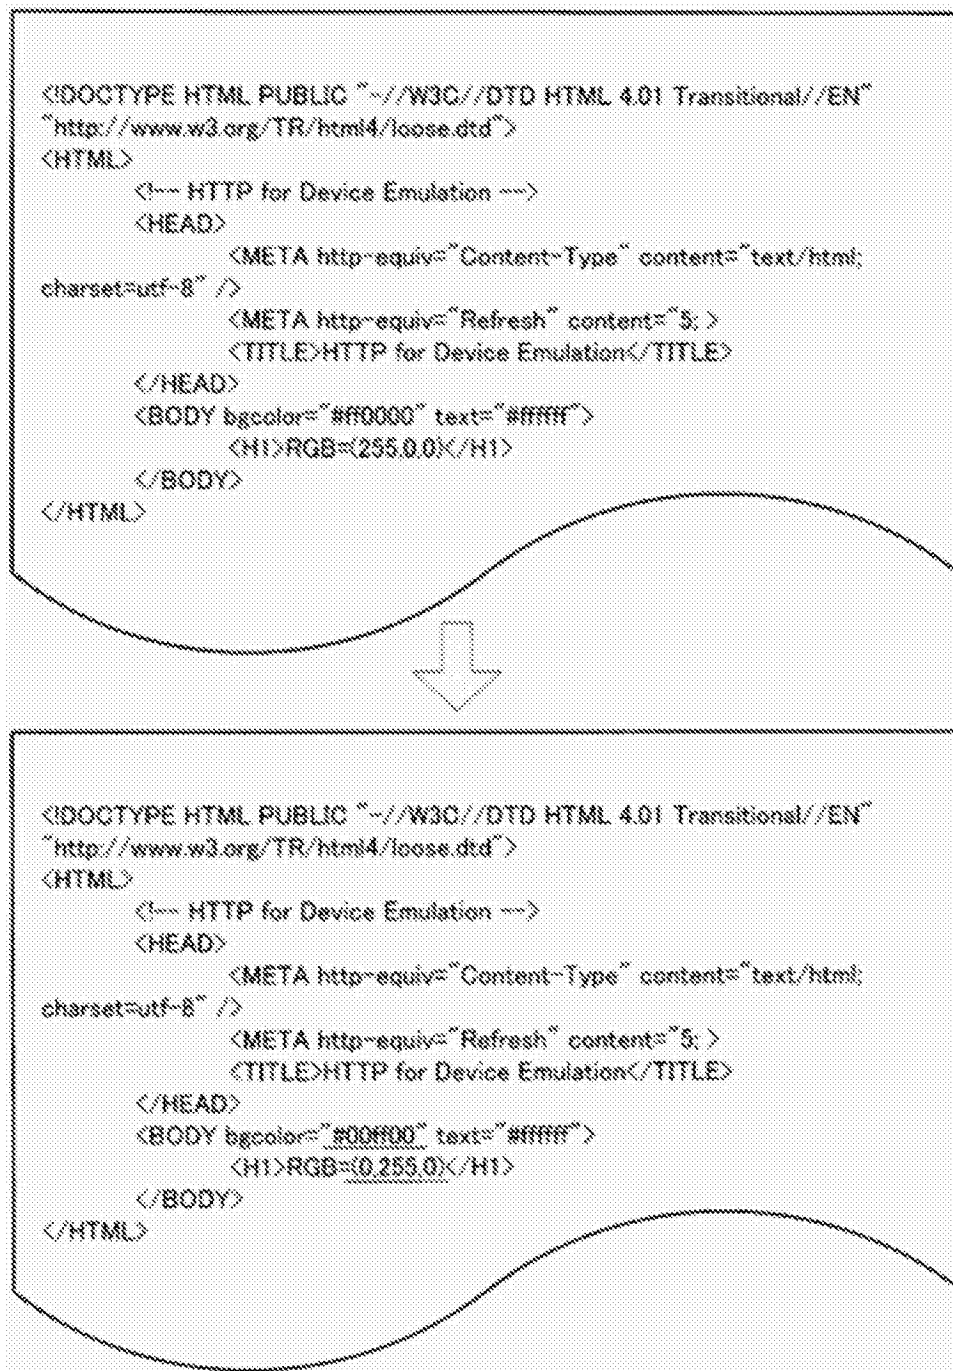 <!DOCTYPE HTML PUBLIC "-//W3C//DTD HTML 4.01 Transitional//EN"
"http://www.w3.org/TR/html4/loose.dtd">
<HTML>
<!-- HTTP for Device Emulation -->
<HEAD>
<META http-equiv="Content-Type" content="text/html;
charset=utf-8" />
<META http-equiv="Refresh" content="5; >
<TITLE>HTTP for Device Emulation</TITLE>
</HEAD>
<BODY bgcolor="#ff0000" text="#ffffff">
<H1>RGB=(255,0,0)</H1>
</BODY>
</HTML>
<!DOCTYPE HTML PUBLIC "-//W3C//DTD HTML 4.01 Transitional//EN"
"http://www.w3.org/TR/html4/loose.dtd">
<HTML>
<!-- HTTP for Device Emulation -->
<HEAD>
<META http-equiv="Content-Type" content="text/html;
charset=utf-8" />
<META http-equiv="Refresh" content="5; >
<TITLE>HTTP for Device Emulation</TITLE>
</HEAD>
<BODY bgcolor="#00ff00" text="#ffffff">
<H1>RGB=(0,255,0)</H1>
</BODY>
</HTML>